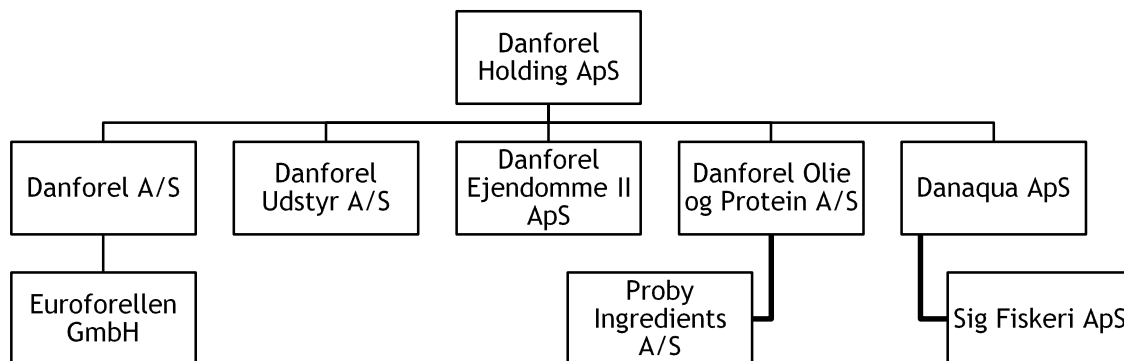 Danforel
Holding ApS
Danforel A/S
Danforel
Udstyr A/S
Danforel
Ejendomme II
ApS
Danforel Olie
og Protein A/S
Danaqua ApS
Euroforellen
GmbH
Proby
Ingredients
A/S
Sig Fiskeri ApS